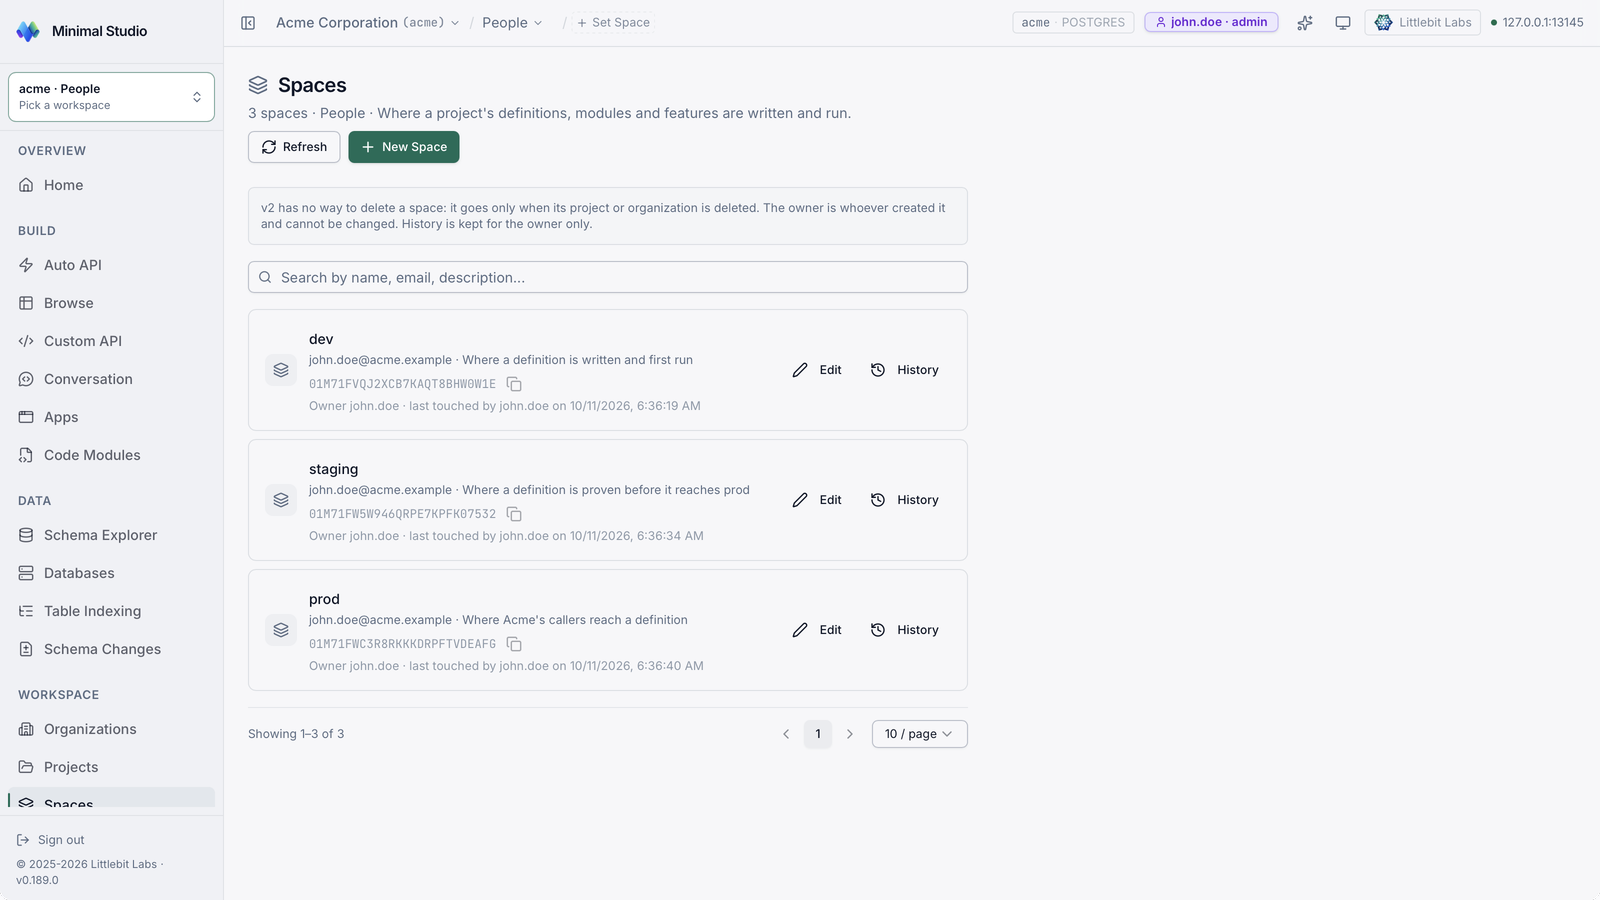 Minimal Studio
acme · People
Pick a workspace
OVERVIEW
Home
BUILD
Auto API
Browse
Custom API
Conversation
Apps
Code Modules
DATA
Schema Explorer
Databases
Table Indexing
Schema Changes
WORKSPACE
Organizations
Projects
Spaces
Sign out
© 2025-2026 Littlebit Labs ·
v0.189.0
Acme Corporation (acme) / People / + Set Space
acme · POSTGRES
john.doe · admin
Littlebit Labs
127.0.0.1:13145
Spaces
3 spaces · People · Where a project's definitions, modules and features are written and run.
Refresh
New Space
v2 has no way to delete a space: it goes only when its project or organization is deleted. The owner is whoever created it
and cannot be changed. History is kept for the owner only.
Search by name, email, description...
dev
john.doe@acme.example · Where a definition is written and first run
01M71FVQJ2XCB7KAQT8BHW0W1E
Owner john.doe · last touched by john.doe on 10/11/2026, 6:36:19 AM
Edit
History
staging
john.doe@acme.example · Where a definition is proven before it reaches prod
01M71FW5W946QRPE7KPFK07532
Owner john.doe · last touched by john.doe on 10/11/2026, 6:36:34 AM
Edit
History
prod
john.doe@acme.example · Where Acme's callers reach a definition
01M71FWC3R8RKKKDRPFTVDEAFG
Owner john.doe · last touched by john.doe on 10/11/2026, 6:36:40 AM
Edit
History
Showing 1–3 of 3
1
10 / page